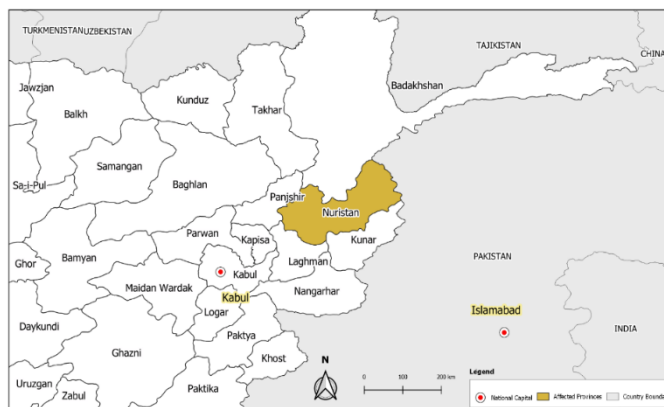 TURKMENISTAN
UZBEKISTAN
TAJIKISTAN
CHINA
Jawzjan
Balkh
Kunduz
Takhar
Badakhshan
Samangan
Sa-i-Pul
Baghlan
Panjshir
Nuristan
Parwan
Kapisa
Kunar
Ghor
Bamyan
Kabul
Laghman
PAKISTAN
Maidan Wardak
Kabul
Nangarhar
Logar
Islamabad
Daykundi
Paktya
INDIA
Ghazni
Khost
N
Uruzgan
Zabul
Paktika
0 100 200 km
Legend
National Capital
Affected Provinces
Country Bound